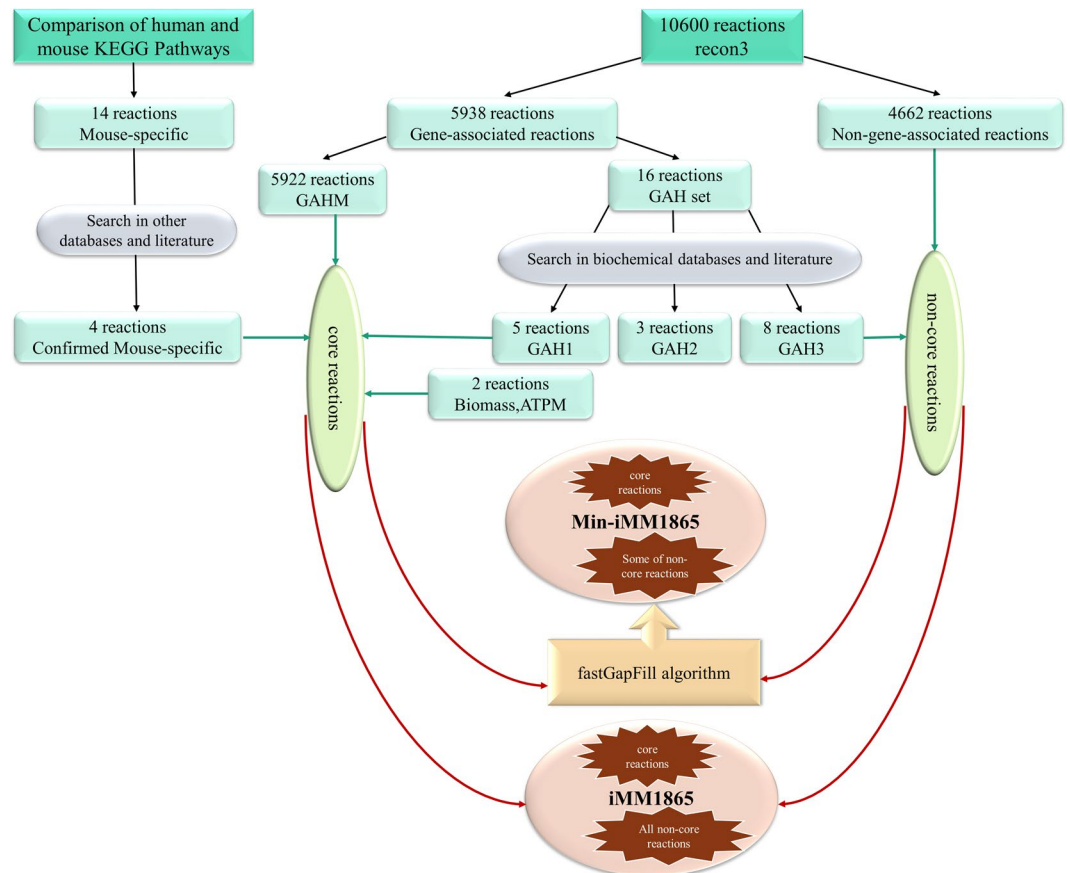 Comparison of human and
mouse KEGG Pathways
10600 reactions
recon3
14 reactions
Mouse-specific
5938 reactions
Gene-associated reactions
4662 reactions
Non-gene-associated reactions
5922 reactions
GAHM
16 reactions
GAH set
Search in other
databases and literature
Search in biochemical databases and literature
4 reactions
Confirmed Mouse-specific
core reactions
5 reactions
GAH1
3 reactions
GAH2
8 reactions
GAH3
non-core reactions
2 reactions
Biomass,ATPM
core
reactions
Min-iMM1865
Some of non-
core reactions
fastGapFill algorithm
core
reactions
iMM1865
All non-core
reactions